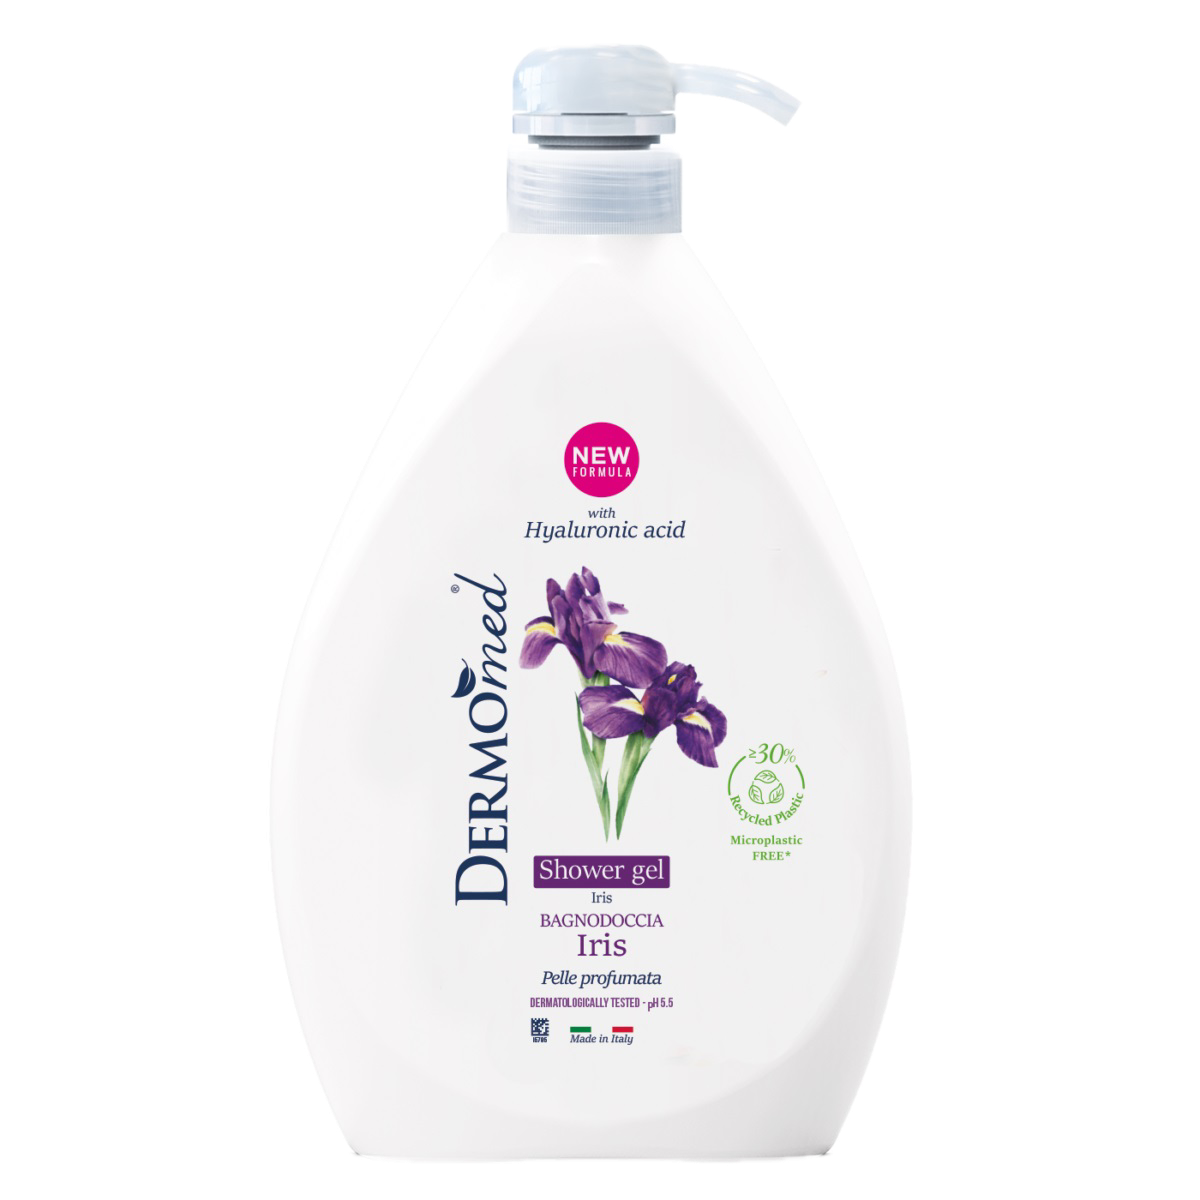 NEW
FORMULA
with
Hyaluronic acid
DERMOmed®
≥30%
Recycled Plastic
Microplastic
FREE*
Shower gel
Iris
BAGNODOCCIA
Iris
Pelle profumata
DERMATOLOGICALLY TESTED - pH 5.5
16706
Made in Italy